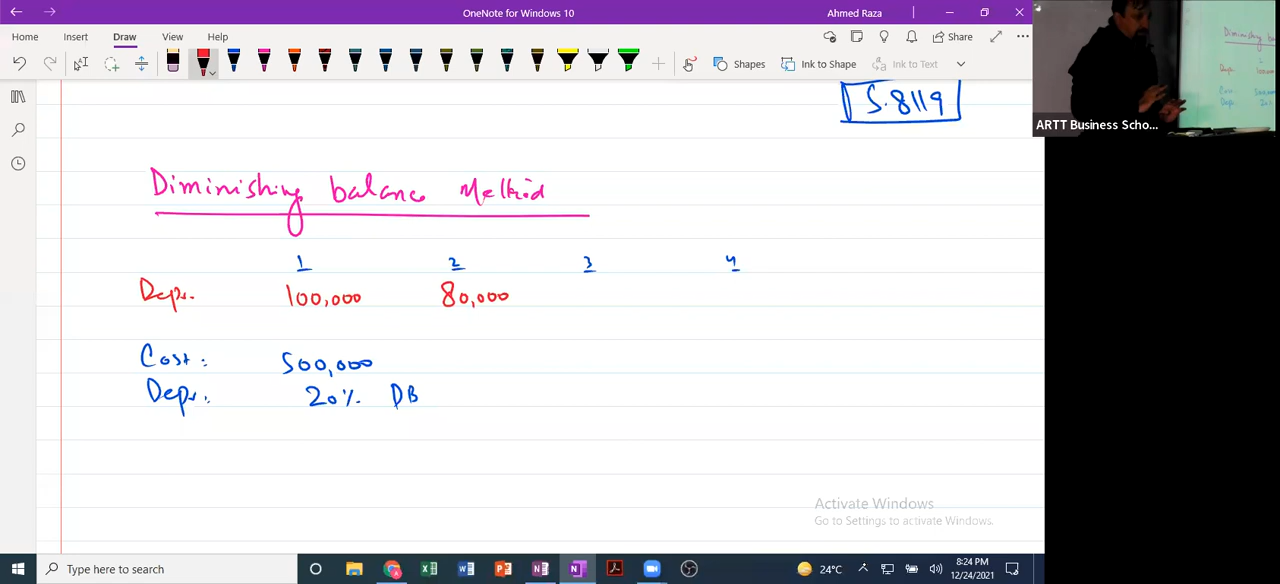 OneNote for Windows 10
Ahmed Raza
Home Insert Draw View Help
Share
Shapes Ink to Shape Ink to Text
5.8119
Diminishing balance Method
1 2 3 4
Depr. 100,000 80,000
Cost: 500,000
Depr: 20% DB
ARTT Business Scho...
Activate Windows
Go to Settings to activate Windows.
Type here to search
24°C
8:24 PM
12/24/2021